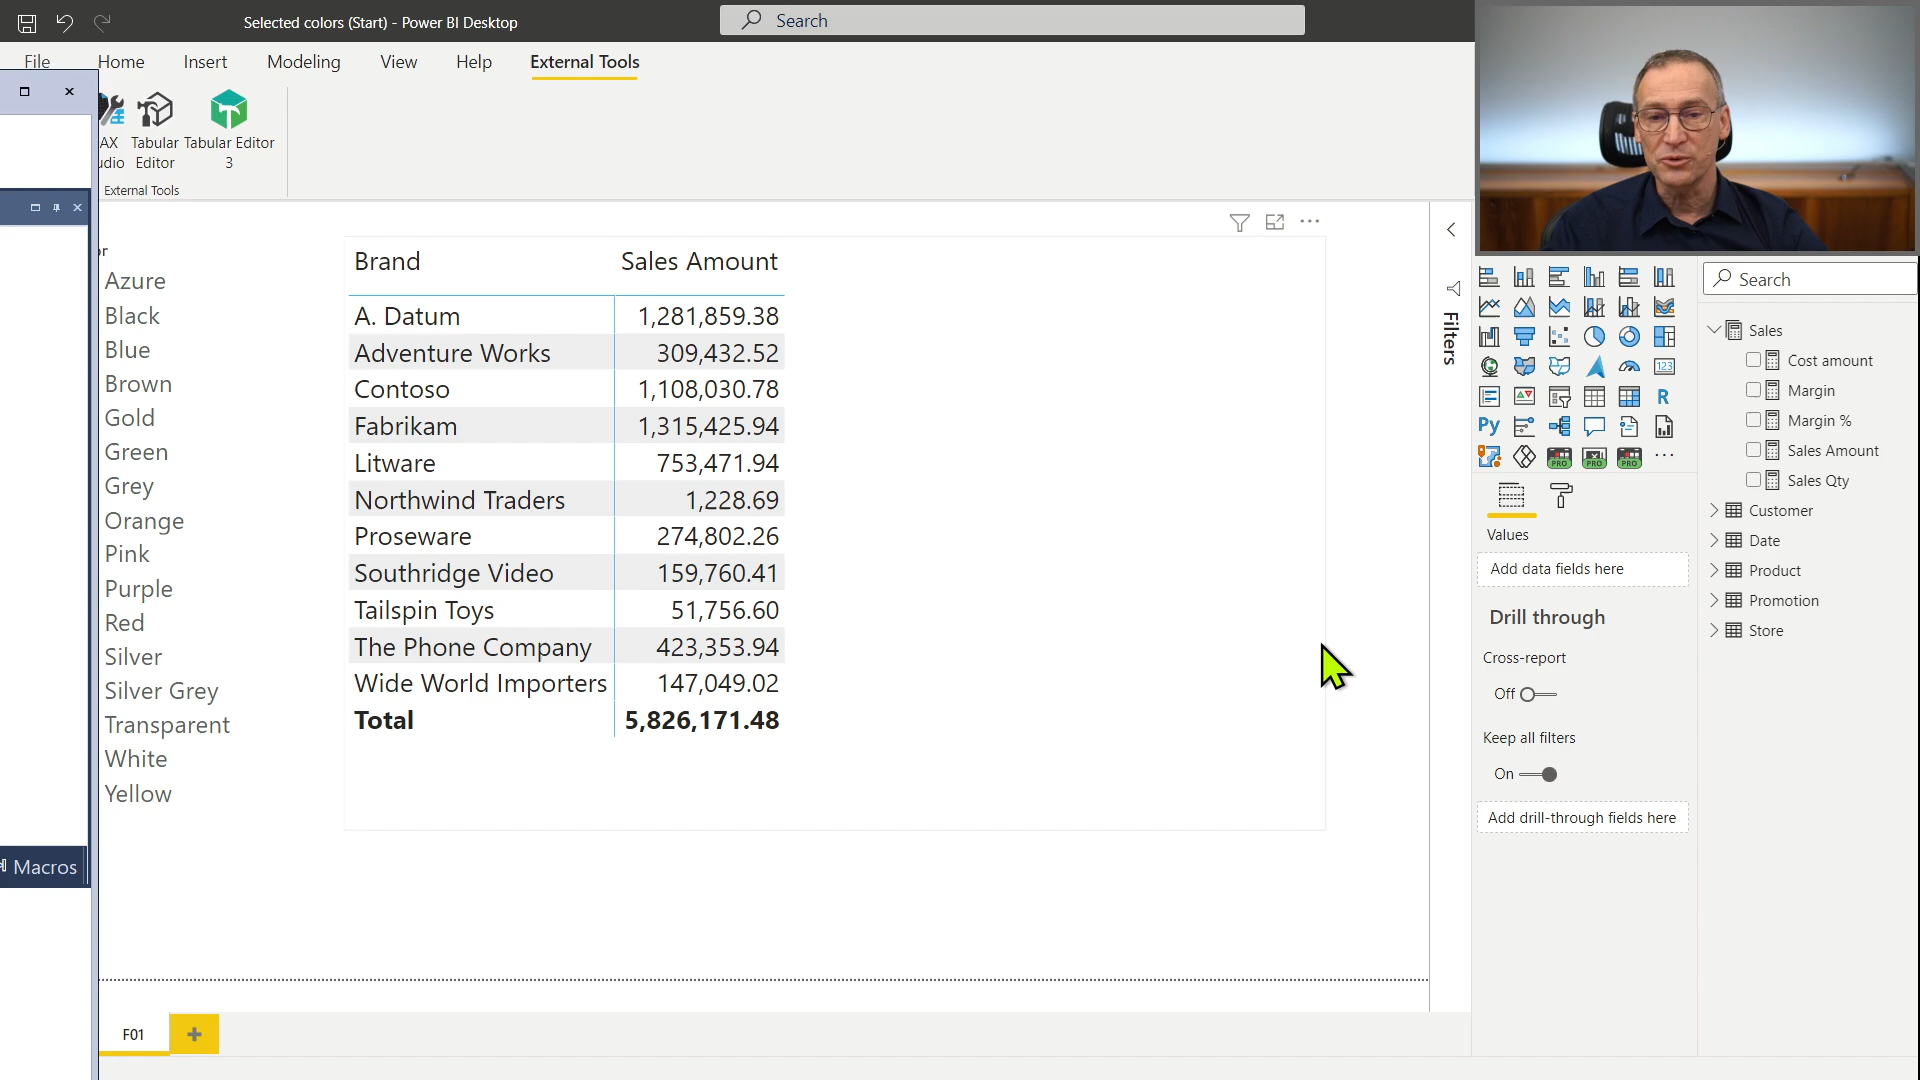 Selected colors (Start) - Power BI Desktop
Search
File
Home
Insert
Modeling
View
Help
External Tools
AX
udio
Tabular
Editor
Tabular Editor
3
External Tools
Macros
or
Azure
Black
Blue
Brown
Gold
Green
Grey
Orange
Pink
Purple
Red
Silver
Silver Grey
Transparent
White
Yellow
Brand Sales Amount
A. Datum 1,281,859.38
Adventure Works 309,432.52
Contoso 1,108,030.78
Fabrikam 1,315,425.94
Litware 753,471.94
Northwind Traders 1,228.69
Proseware 274,802.26
Southridge Video 159,760.41
Tailspin Toys 51,756.60
The Phone Company 423,353.94
Wide World Importers 147,049.02
Total 5,826,171.48
Filters
123
R
Py
PRO
PRO
PRO
Values
Add data fields here
Drill through
Cross-report
Off
Keep all filters
On
Add drill-through fields here
Search
Sales
Cost amount
Margin
Margin %
Sales Amount
Sales Qty
Customer
Date
Product
Promotion
Store
F01